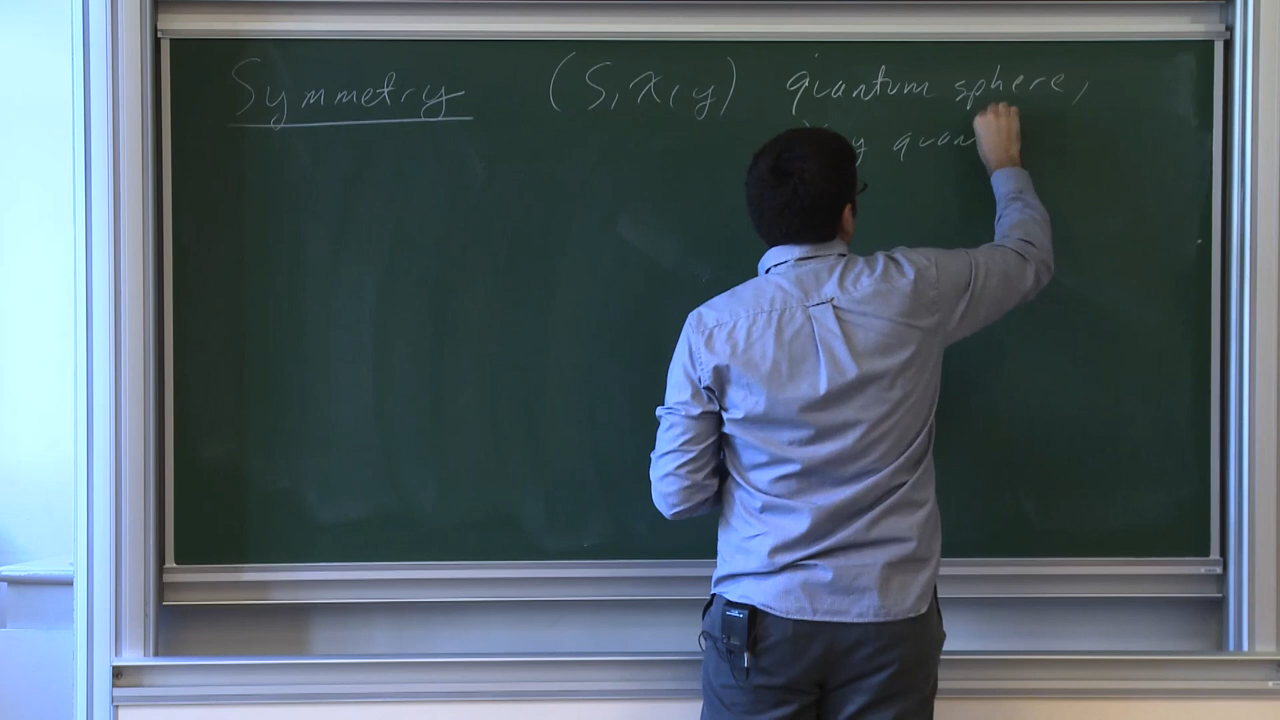 Symmetry (S, x, y) quantum sphere,